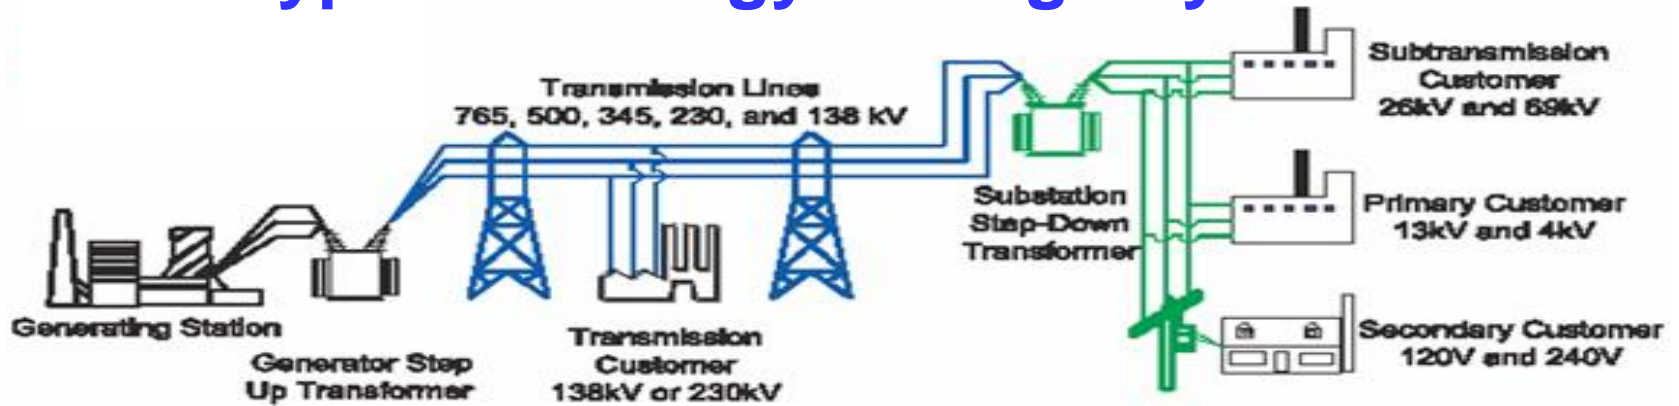 Transmission Lines
765, 500, 345, 230, and 138 kV
Subtransmission
Customer
26kV and 69kV
Substation
Step-Down
Transformer
Primary Customer
13kV and 4kV
Generating Station
Generator Step
Up Transformer
Transmission
Customer
138kV or 230kV
Secondary Customer
120V and 240V